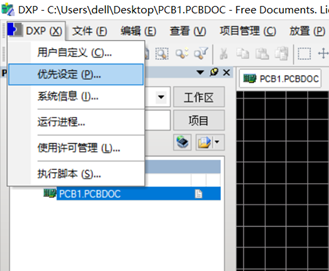 DXP - C:\Users\dell\Desktop\PCB1.PCBDOC - Free Documents. Lic
DXP (X) 文件 (F) 编辑 (E) 查看 (V) 项目管理 (C) 放置 (P)
用户自定义 (C)...
优先设定 (P)...
系统信息 (I)...
运行进程...
使用许可管理 (L)...
执行脚本 (S)...
工作区
项目
PCB1.PCBDOC
PCB1.PCBDOC